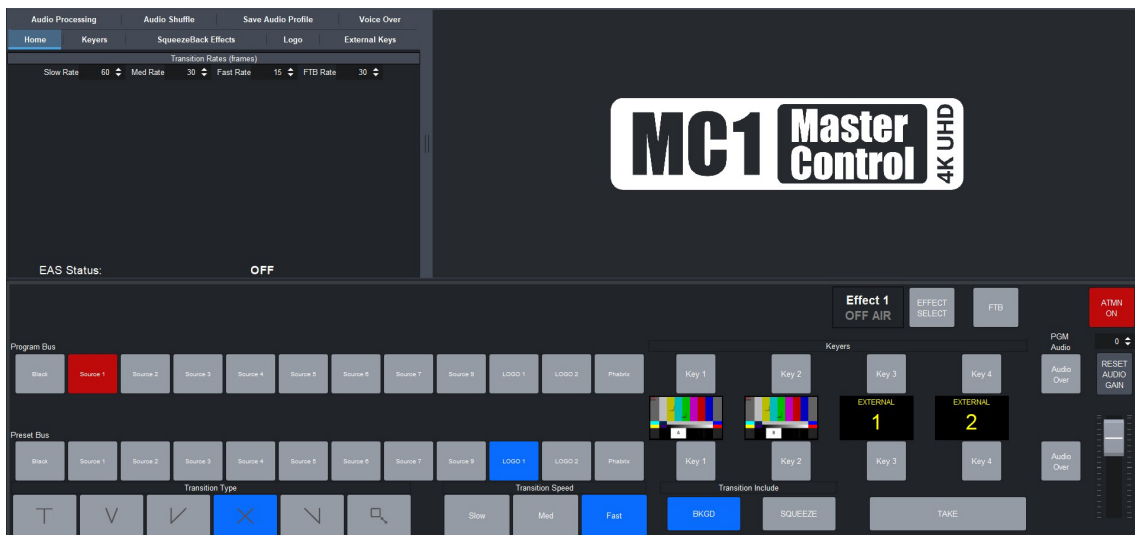 Audio Processing Audio Shuffle Save Audio Profile Voice Over
Home Keyers SqueezeBack Effects Logo External Keys
Transition Rates (frames)
Slow Rate 60 Med Rate 30 Fast Rate 15 FTB Rate 30
MC1 Master Control 4K UHD
EAS Status: OFF
Effect 1
OFF AIR
EFFECT SELECT
FTB
ATMN ON
Program Bus
Keyers
PGM Audio
0
Black Source 1 Source 2 Source 3 Source 4 Source 5 Source 6 Source 7 Source 8 LOGO 1 LOGO 2 Phabrix
Key 1 Key 2 Key 3 Key 4
Audio Over
RESET AUDIO GAIN
A
B
EXTERNAL
1
EXTERNAL
2
Preset Bus
Black Source 1 Source 2 Source 3 Source 4 Source 5 Source 6 Source 7 Source 8 LOGO 1 LOGO 2 Phabrix
Key 1 Key 2 Key 3 Key 4
Audio Over
Transition Type Transition Speed Transition Include
Slow Med Fast BKGD SQUEEZE TAKE